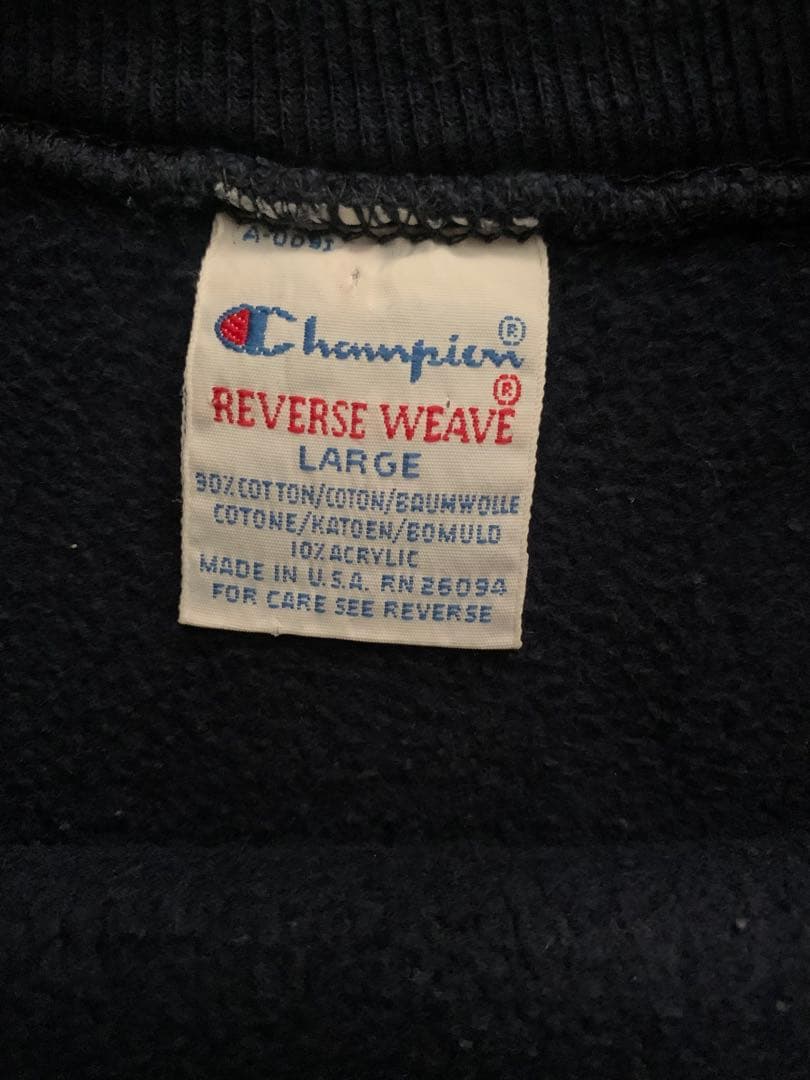 A-0091
Champion®
REVERSE WEAVE®
LARGE
90% COTTON/COTON/BAUMWOLLE
COTONE/KATOEN/BOMULD
10% ACRYLIC
MADE IN U.S.A. RN 26094
FOR CARE SEE REVERSE